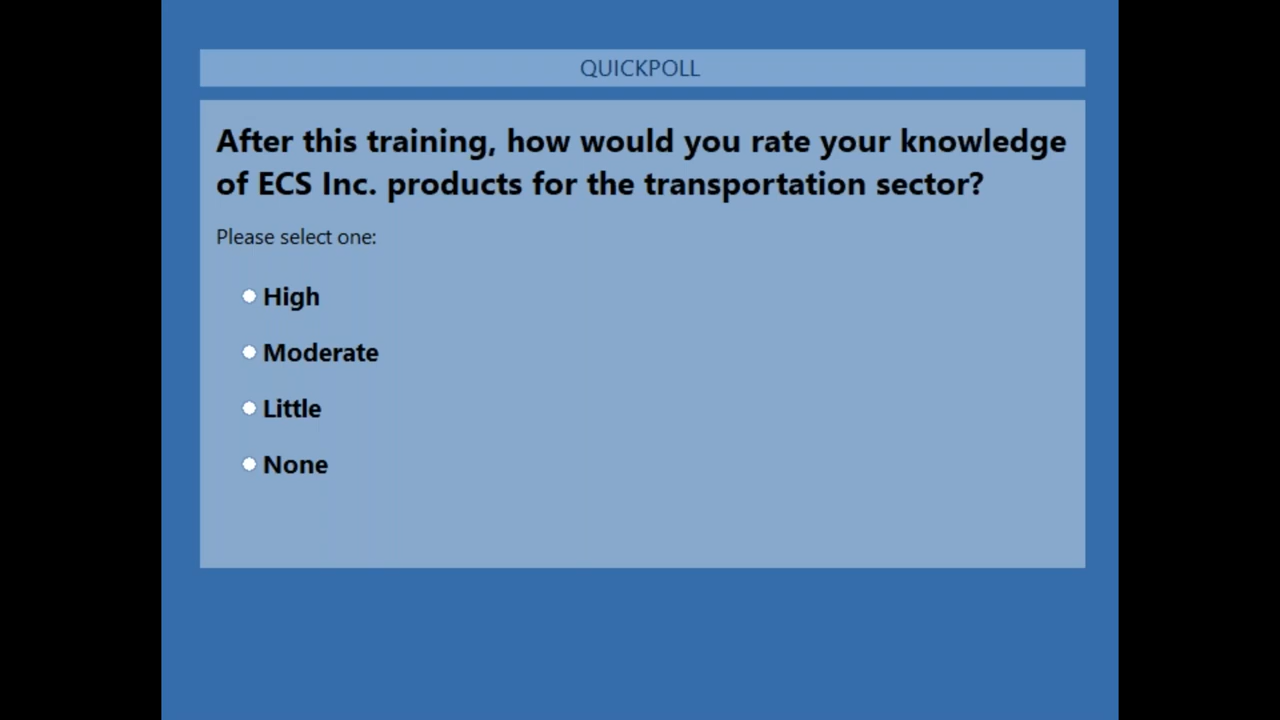 QUICKPOLL
After this training, how would you rate your knowledge
of ECS Inc. products for the transportation sector?
Please select one:
High
Moderate
Little
None